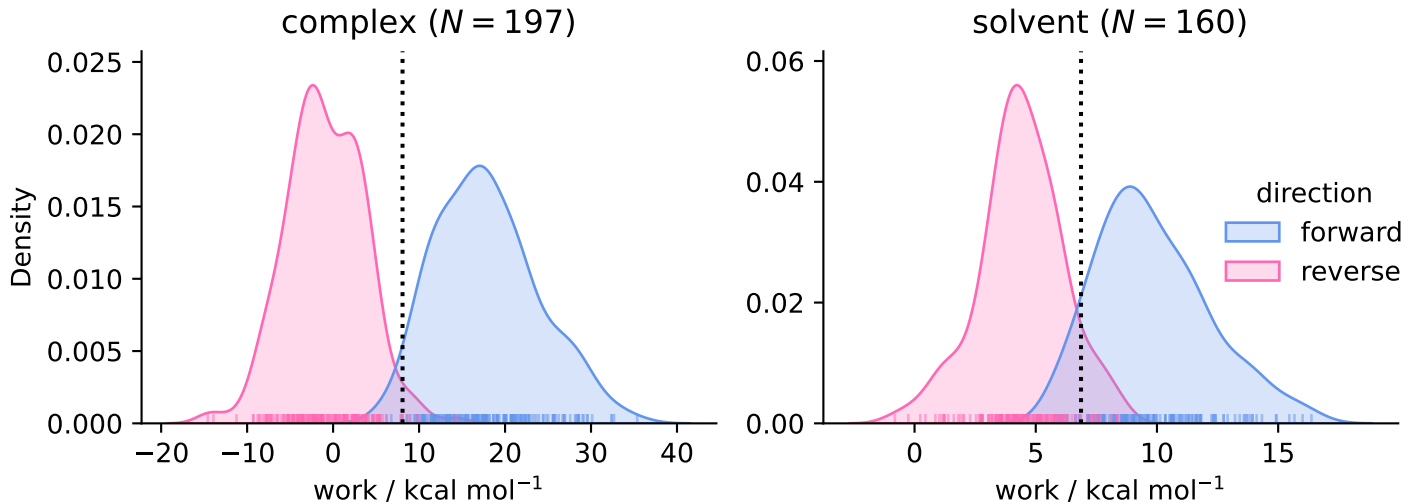 complex (N = 197)
0.025
0.020
0.015
0.010
0.005
0.000
Density
−20 −10 0 10 20 30 40
work / kcal mol⁻¹
solvent (N = 160)
0.06
0.04
0.02
0.00
0 5 10 15
work / kcal mol⁻¹
direction
forward
reverse